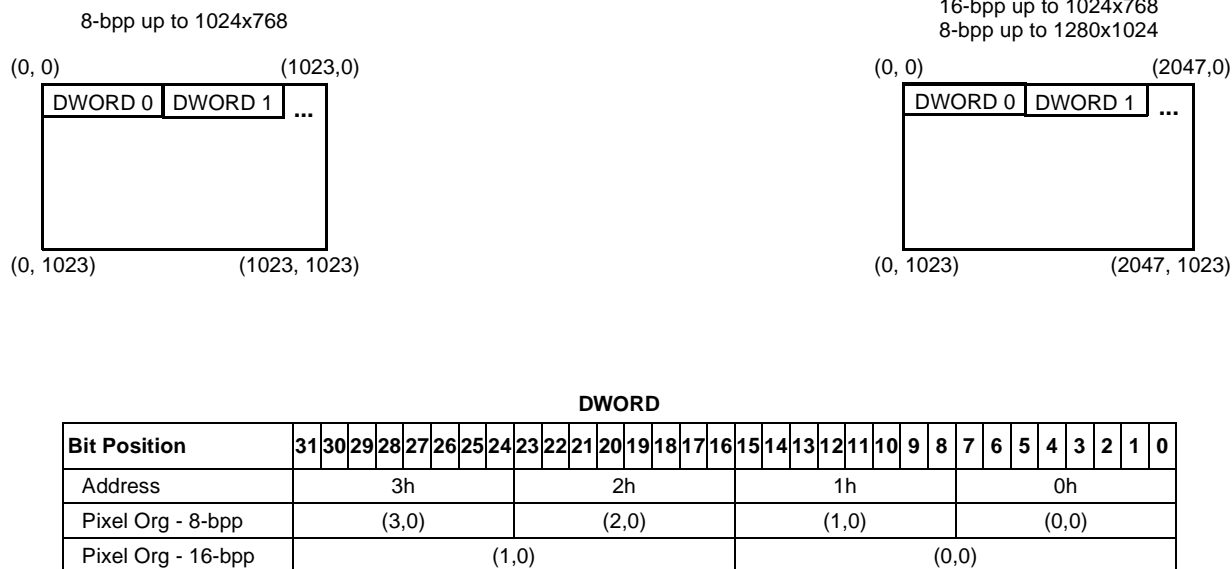 8-bpp up to 1024x768
16-bpp up to 1024x768
8-bpp up to 1280x1024
(0, 0) (1023,0)
DWORD 0 DWORD 1 ...
(0, 1023) (1023, 1023)
(0, 0) (2047,0)
DWORD 0 DWORD 1 ...
(0, 1023) (2047, 1023)
DWORD
Bit Position 31 30 29 28 27 26 25 24 23 22 21 20 19 18 17 16 15 14 13 12 11 10 9 8 7 6 5 4 3 2 1 0
Address 3h 2h 1h 0h
Pixel Org - 8-bpp (3,0) (2,0) (1,0) (0,0)
Pixel Org - 16-bpp (1,0) (0,0)